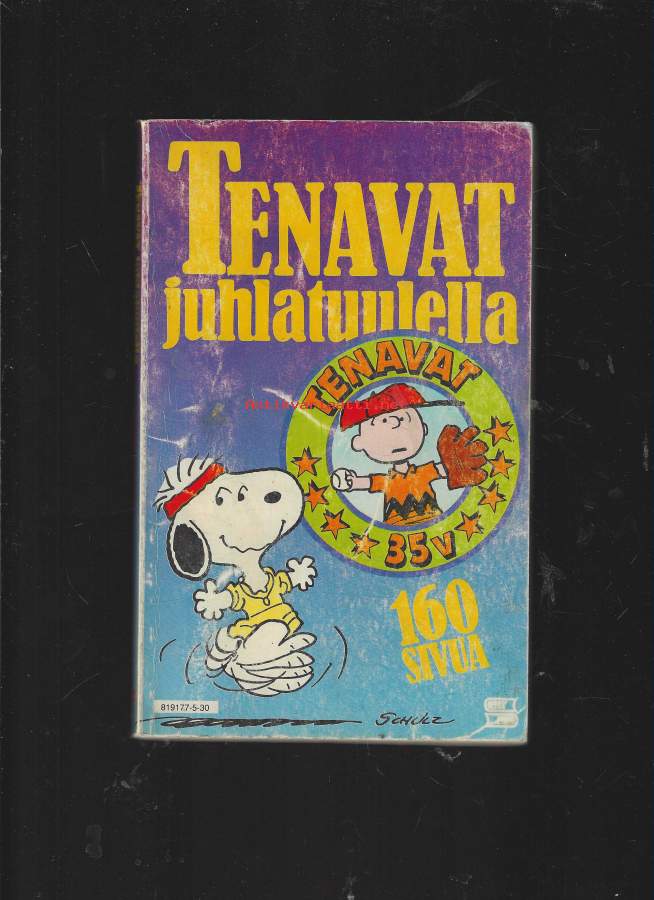 TENAVAT
juhlatuulella
TENAVAT
35V
160
SIVUA
819177-5-30
SCHULZ